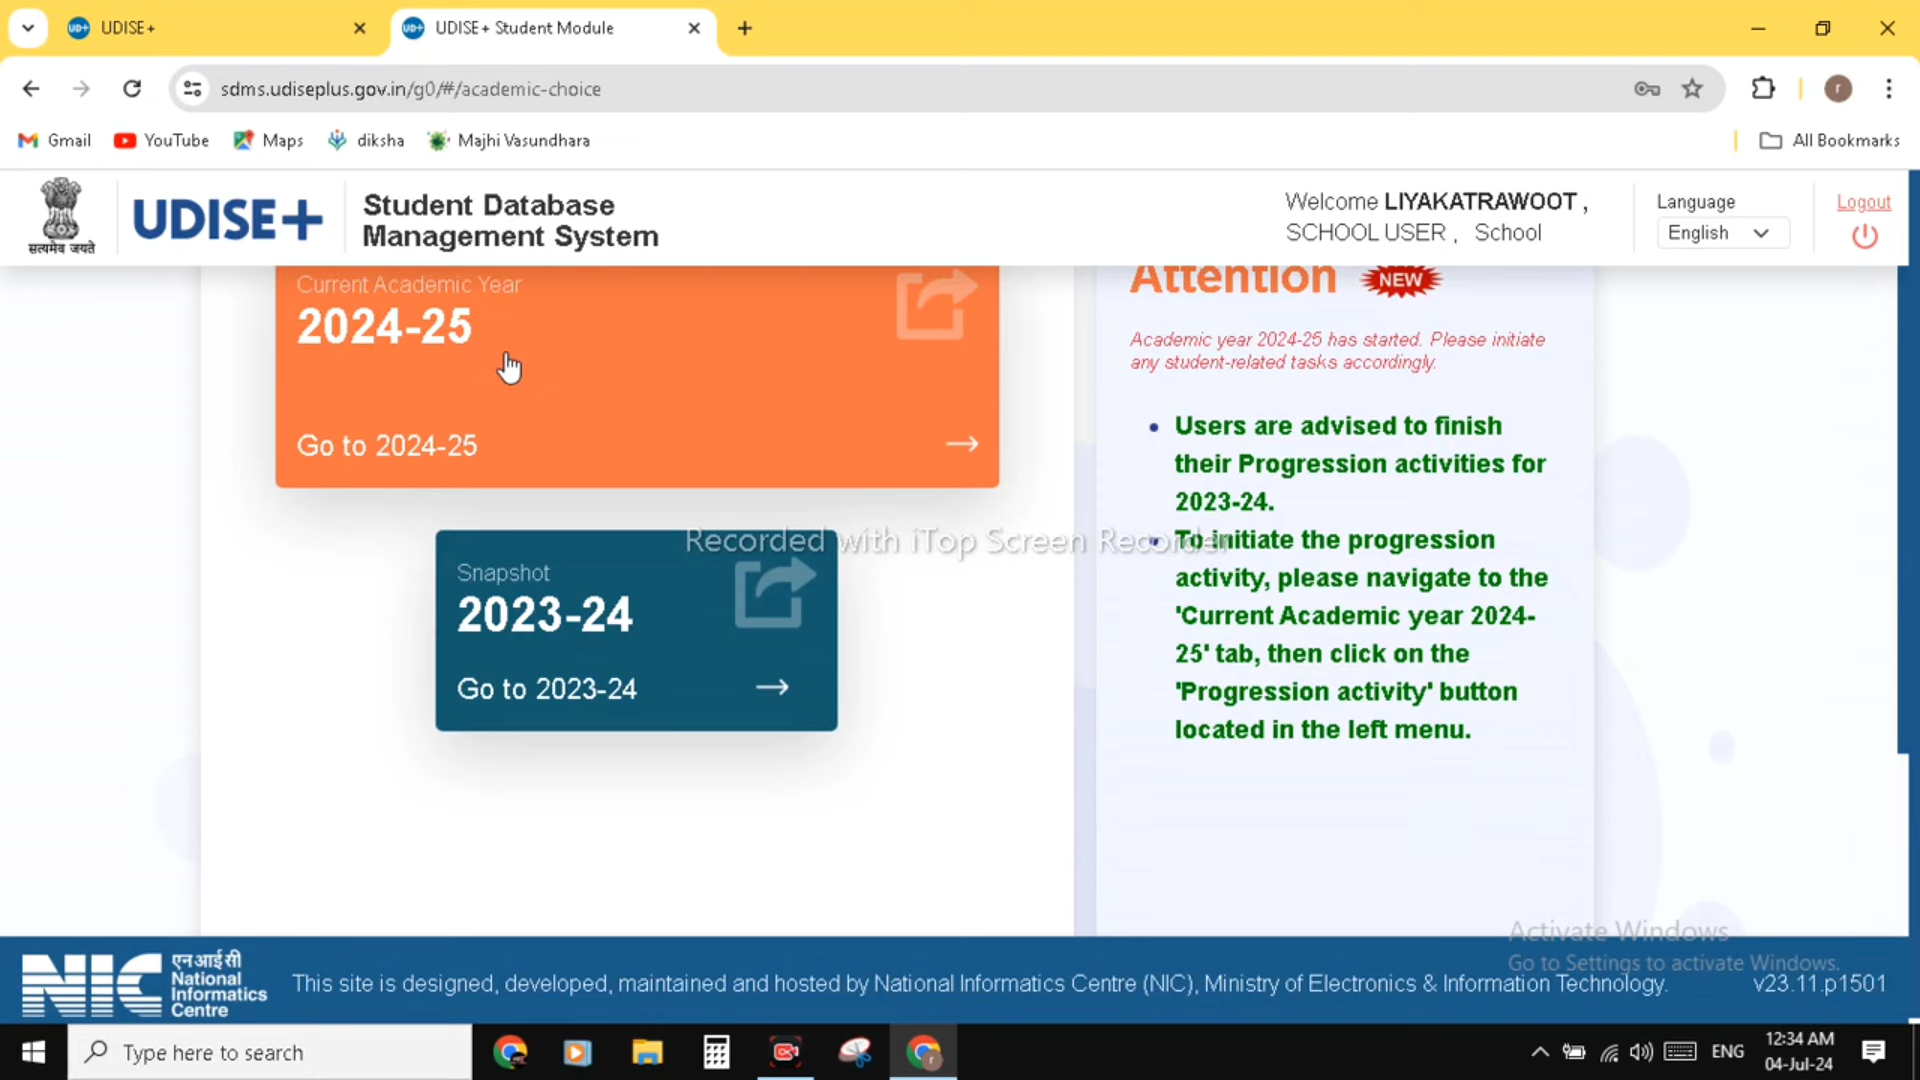 UDISE+
UDISE+ Student Module
sdms.udiseplus.gov.in/g0/#/academic-choice
r
Gmail
YouTube
Maps
diksha
Majhi Vasundhara
All Bookmarks
सत्यमेव जयते
UDISE+
Student Database
Management System
Welcome LIYAKATRAWOOT ,
SCHOOL USER , School
Language
English
Logout
Current Academic Year
2024-25
Go to 2024-25
Snapshot
2023-24
Go to 2023-24
Attention NEW
Academic year 2024-25 has started. Please initiate
any student-related tasks accordingly.
Users are advised to finish
their Progression activities for
2023-24.
To initiate the progression
activity, please navigate to the
'Current Academic year 2024-
25' tab, then click on the
'Progression activity' button
located in the left menu.
Recorded with iTop Screen Recorder
Activate Windows
Go to Settings to activate Windows.
NIC
एन आई सी
National
Informatics
Centre
This site is designed, developed, maintained and hosted by National Informatics Centre (NIC), Ministry of Electronics & Information Technology.
v23.11.p1501
Type here to search
ENG
12:34 AM
04-Jul-24